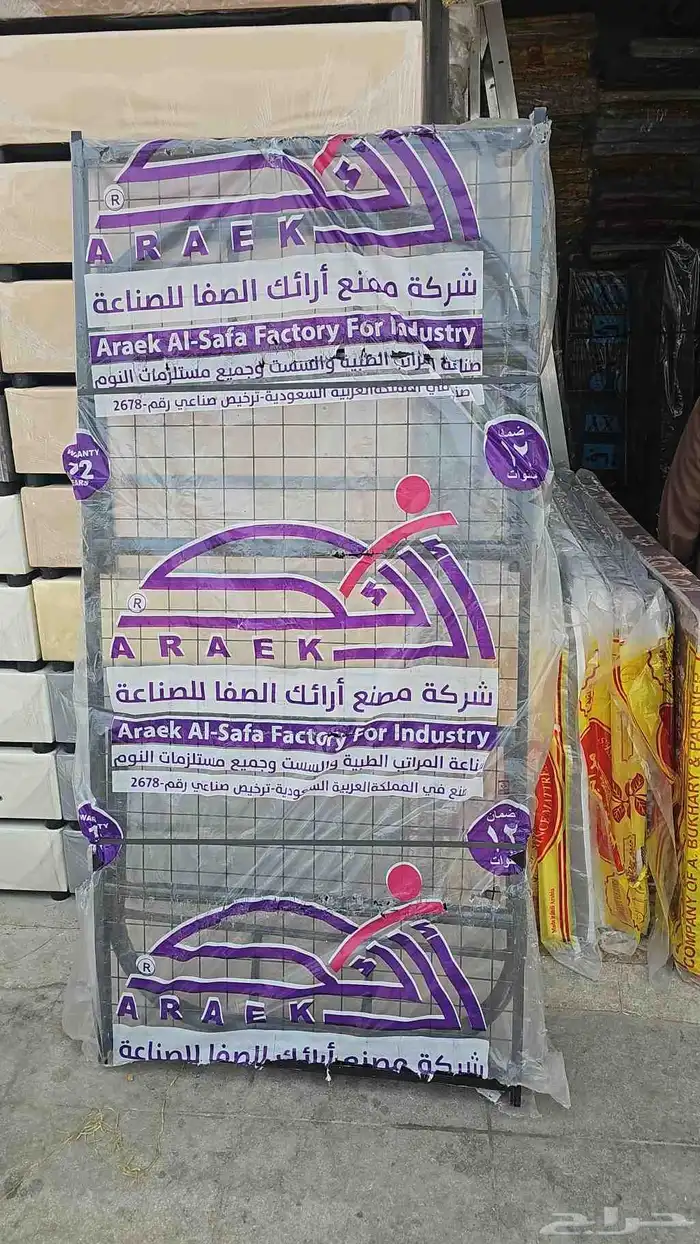 ®
ARAEK
شركة مصنع أرائك الصفا للصناعة
Araek Al-Safa Factory For Industry
صناعة المراتب الطبية والسست وجميع مستلزمات النوم
في المملكة العربية السعودية-ترخيص صناعي رقم-2678
ضمان
١٢
سنوات
®
ARAEK
شركة مصنع أرائك الصفا للصناعة
Araek Al-Safa Factory For Industry
صناعة المراتب الطبية والسست وجميع مستلزمات النوم
صنع في المملكة العربية السعودية-ترخيص صناعي رقم-2678
ضمان
١٢
سنوات
®
ARAEK
شركة مصنع أرائك الصفا للصناعة
COMPANY OF A. BOKHARY &
حراج